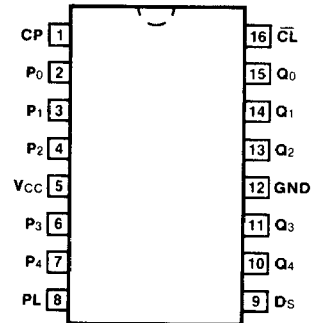 CP 1 16 C̅L̅
P0 2 15 Q0
P1 3 14 Q1
P2 4 13 Q2
VCC 5 12 GND
P3 6 11 Q3
P4 7 10 Q4
PL 8 9 DS